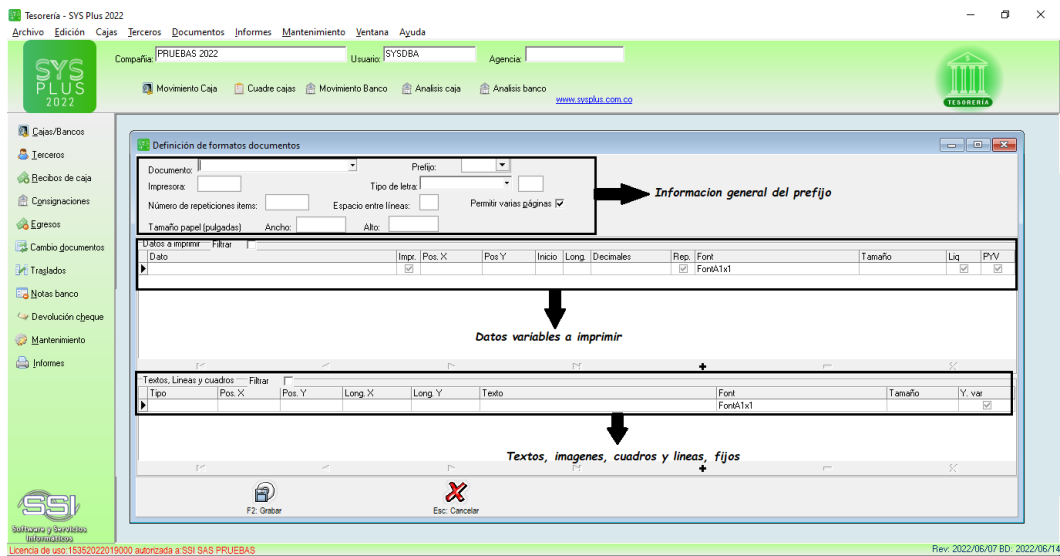 Tesorería - SYS Plus 2022
Archivo Edición Cajas Terceros Documentos Informes Mantenimiento Ventana Ayuda
SYS PLUS 2022
Compañia: PRUEBAS 2022 Usuario: SYSDBA Agencia:
Movimiento Caja Cuadre cajas Movimiento Banco Analisis caja Analisis banco
www.sysplus.com.co
TESORERÍA
Cajas/Bancos
Terceros
Recibos de caja
Consignaciones
Egresos
Cambio documentos
Traslados
Notas banco
Devolución cheque
Mantenimiento
Informes
Definición de formatos documentos
Documento: Prefijo:
Impresora: Tipo de letra:
Número de repeticiones items: Espacio entre líneas: Permitir varias páginas
Tamaño papel (pulgadas) Ancho: Alto:
Informacion general del prefijo
Datos a imprimir Filtrar
Dato Impr. Pos. X Pos Y Inicio Long. Decimales Rep. Font Tamaño Liq PYV
FontA1x1
Datos variables a imprimir
Textos, Lineas y cuadros Filtrar
Tipo Pos. X Pos. Y Long. X Long. Y Texto Font Tamaño Y. var
FontA1x1
Textos, imagenes, cuadros y lineas, fijos
F2: Grabar Esc: Cancelar
SSI
Software y Servicios
Informáticos
Licencia de uso:15352022019000 autorizada a:SSI SAS PRUEBAS
Rev: 2022/06/07 BD: 2022/06/14